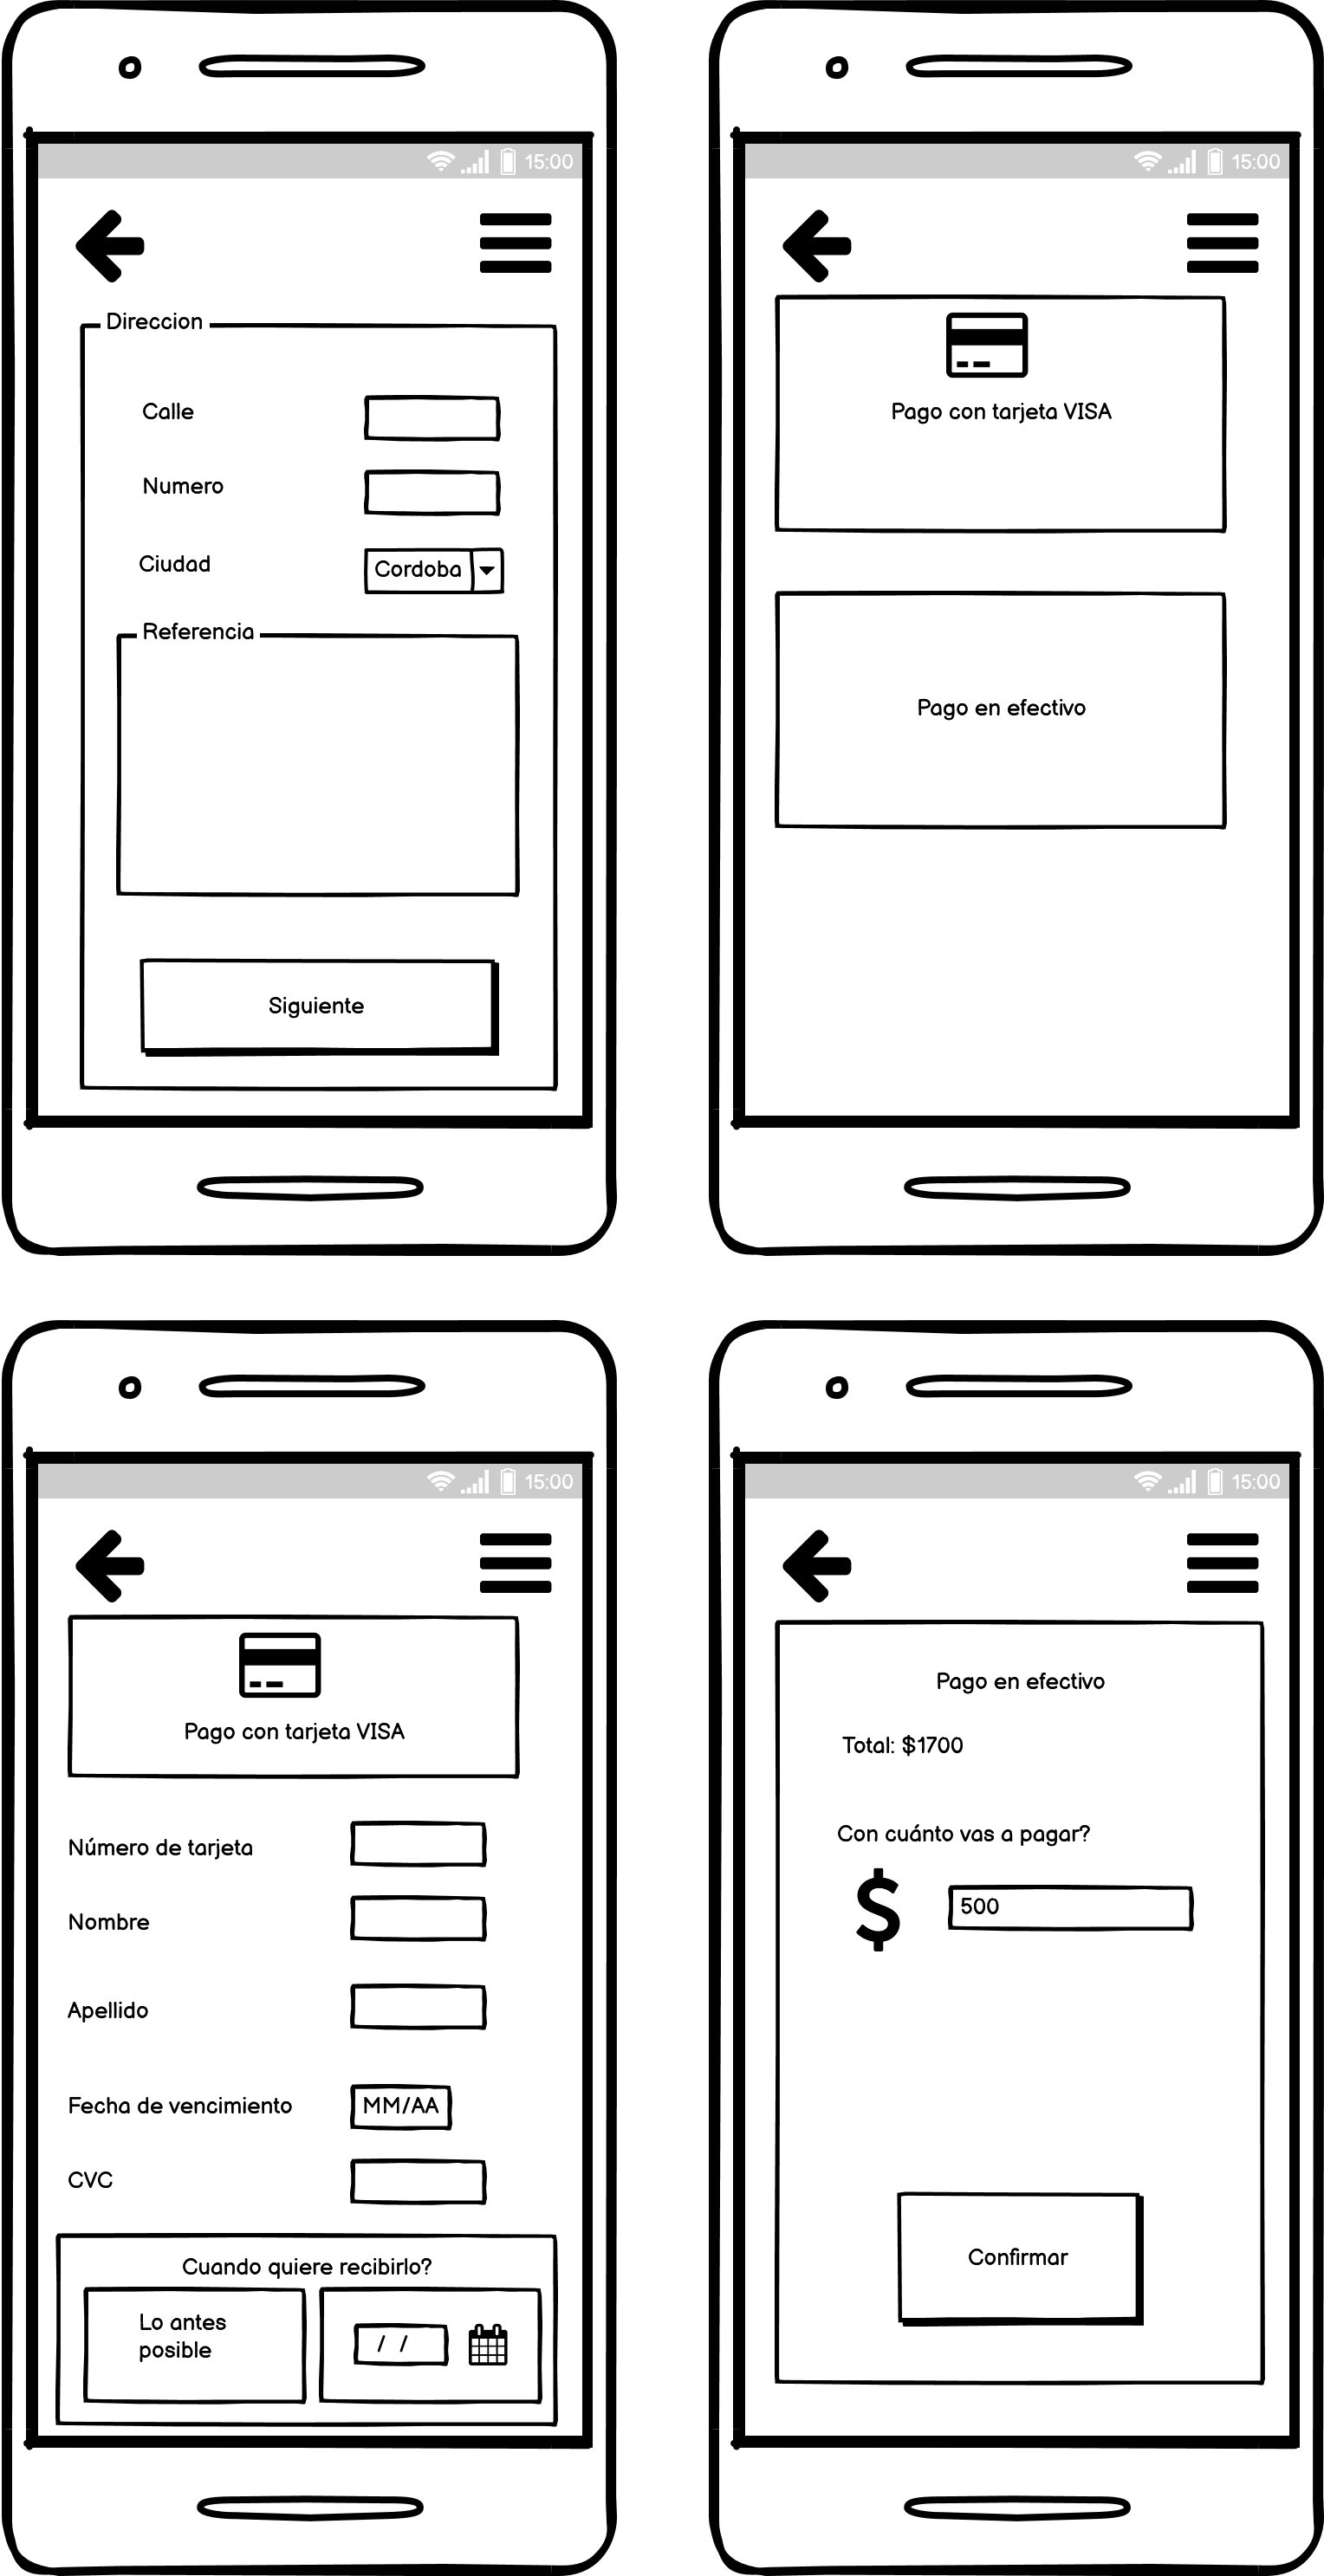 15:00
Direccion
Calle
Numero
Ciudad
Cordoba
Referencia
Siguiente
15:00
Pago con tarjeta VISA
Pago en efectivo
15:00
Pago con tarjeta VISA
Número de tarjeta
Nombre
Apellido
Fecha de vencimiento
MM/AA
CVC
Cuando quiere recibirlo?
Lo antes
posible
/ /
15:00
Pago en efectivo
Total: $1700
Con cuánto vas a pagar?
$
500
Confirmar